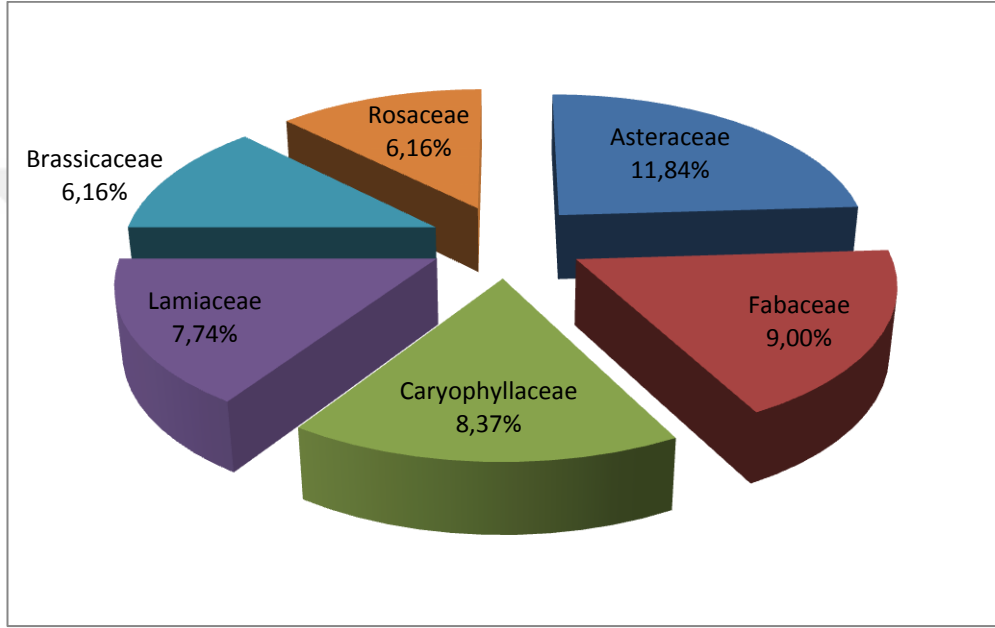 Rosaceae
6,16%
Asteraceae
11,84%
Brassicaceae
6,16%
Lamiaceae
7,74%
Fabaceae
9,00%
Caryophyllaceae
8,37%